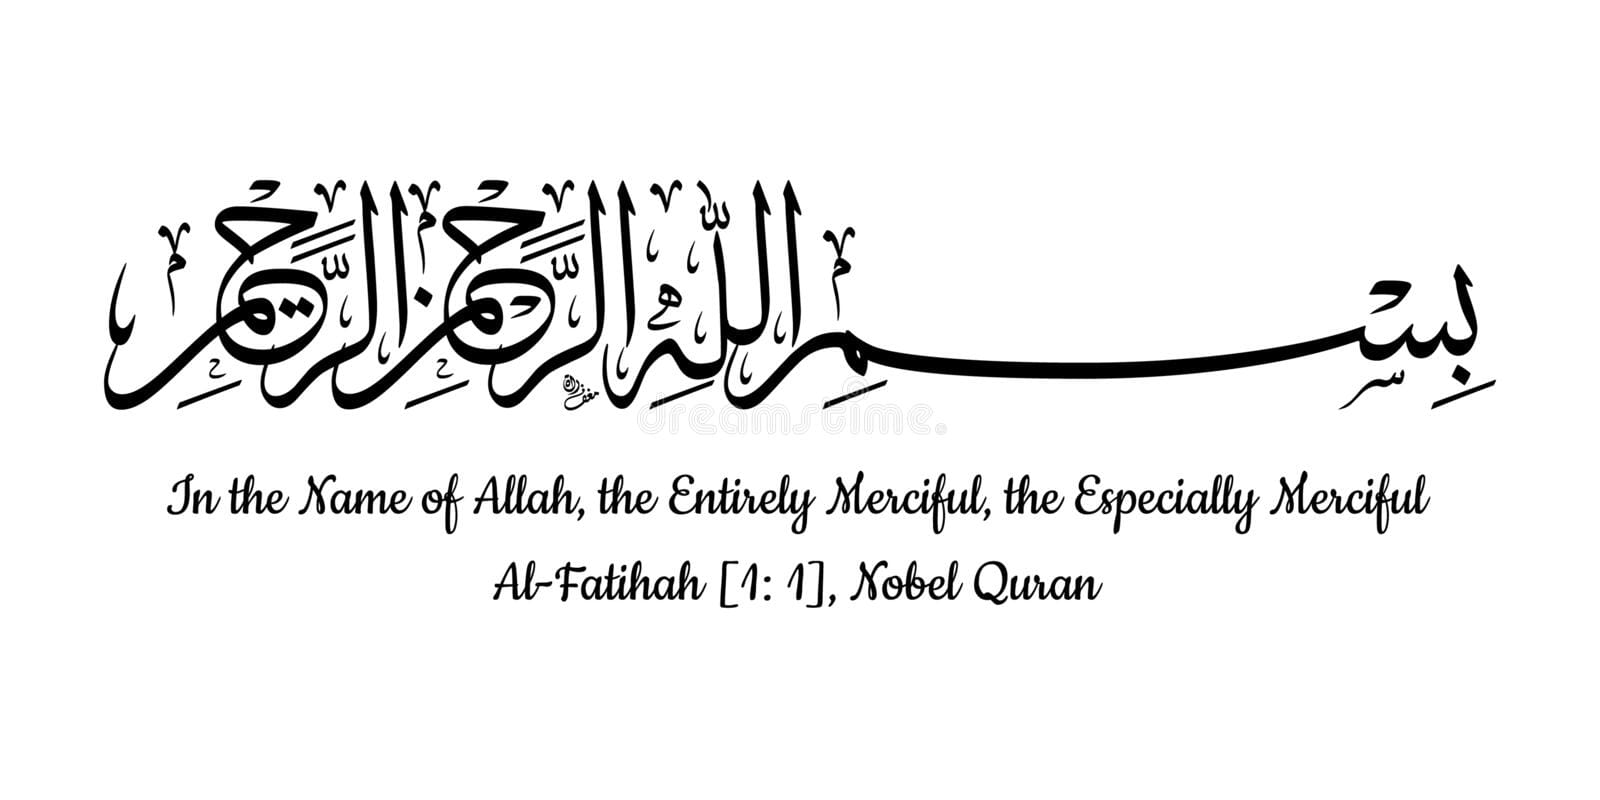 بِسْمِ اللّٰهِ الرَّحْمٰنِ الرَّحِيْمِ
dreamstime.
In the Name of Allah, the Entirely Merciful, the Especially Merciful
Al-Fatihah [1: 1], Nobel Quran